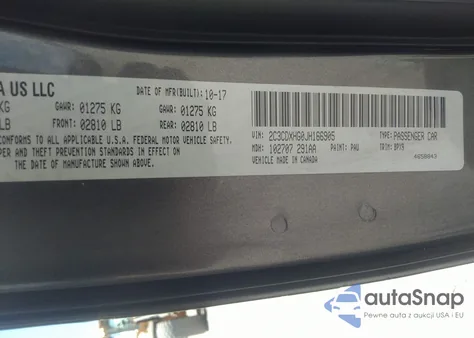 A US LLC
DATE OF MFR(BUILT): 10-17
KG GAWR: 01275 KG GAWR: 01275 KG
LB FRONT: 02810 LB REAR: 02810 LB
CONFORMS TO ALL APPLICABLE U.S.A. FEDERAL MOTOR VEHICLE SAFETY,
PER AND THEFT PREVENTION STANDARDS IN EFFECT ON
THE DATE OF MANUFACTURE SHOWN ABOVE.
VIN: 2C3CDXHG0JH166905 TYPE: PASSENGER CAR
MDH: 102707 291AA PAINT: PAU TRIM: DPX9
MADE IN CANADA
autoSnap
Pewne auta z aukcji USA i EU